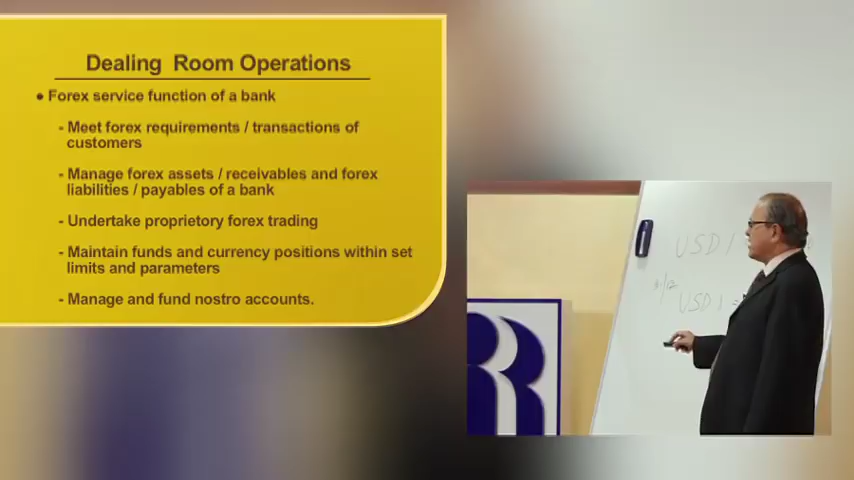 Dealing Room Operations
• Forex service function of a bank
- Meet forex requirements / transactions of
customers
- Manage forex assets / receivables and forex
liabilities / payables of a bank
- Undertake proprietory forex trading
- Maintain funds and currency positions within set
limits and parameters
- Manage and fund nostro accounts.
USD 1
USD 1 =